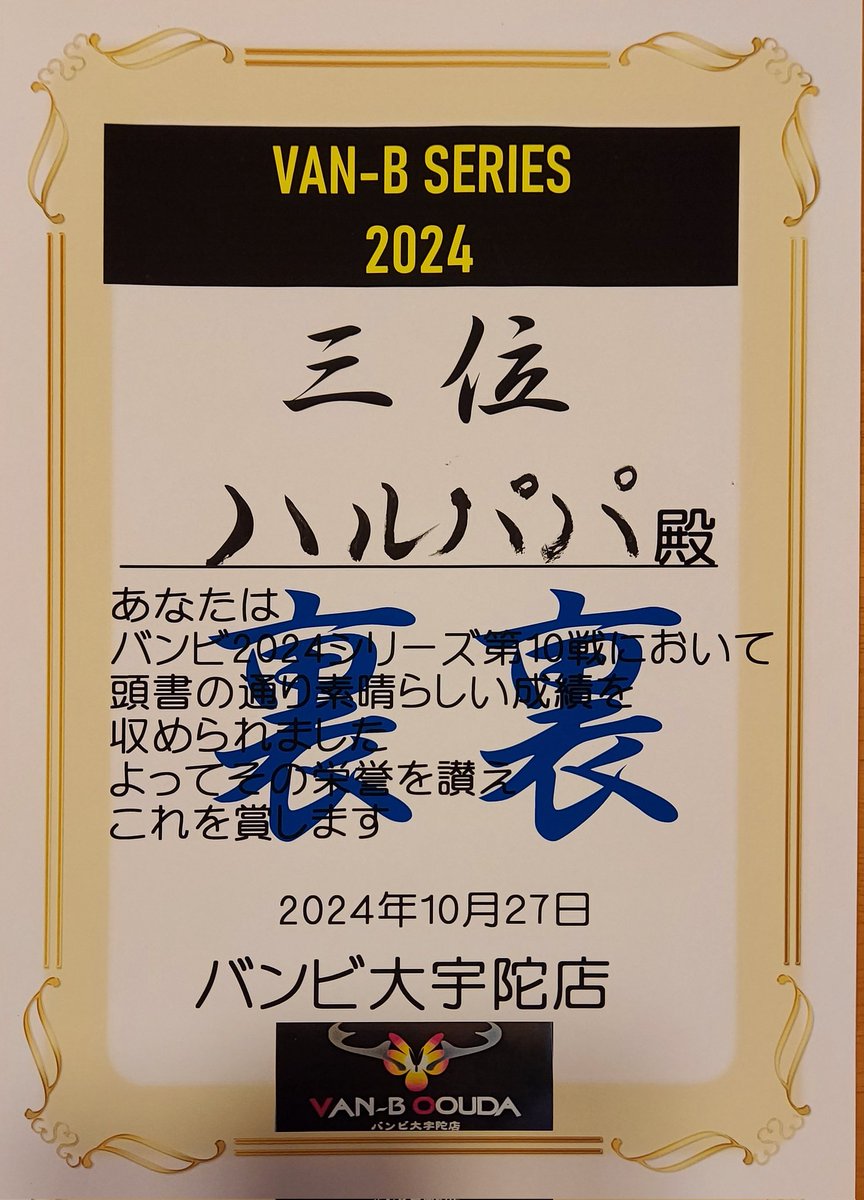 VAN-B SERIES
2024
三位
ハルパパ殿
裏裏
あなたは
バンビ2024シリーズ第10戦において
頭書の通り素晴らしい成績を
収められました
よってその栄誉を讃え
これを賞します
2024年10月27日
バンビ大宇陀店
VAN-B OOUDA
バンビ大宇陀店